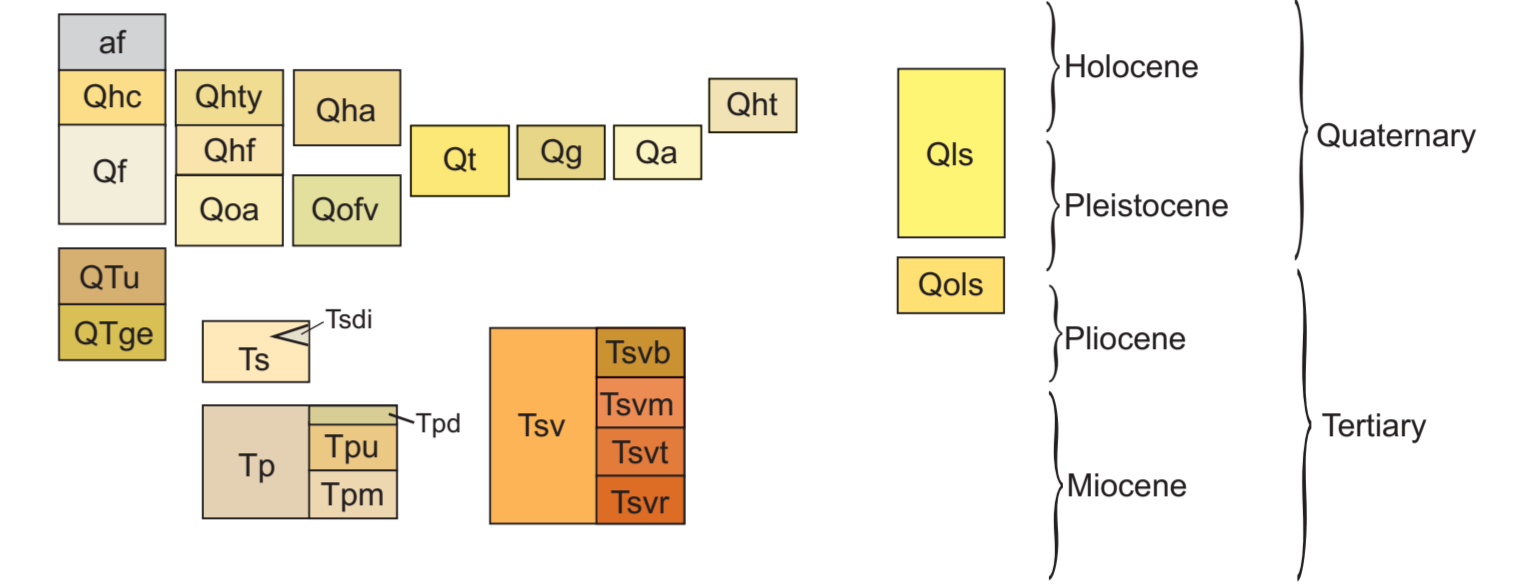 af
Qhc
Qhty
Qha
Qht
Qf
Qhf
Qt
Qg
Qa
Qls
Qoa
Qofv
QTu
QTge
Qols
Tsdi
Ts
Tsv
Tsvb
Tsvm
Tsvt
Tsvr
Tp
Tpd
Tpu
Tpm
Holocene
Pleistocene
Pliocene
Miocene
Quaternary
Tertiary